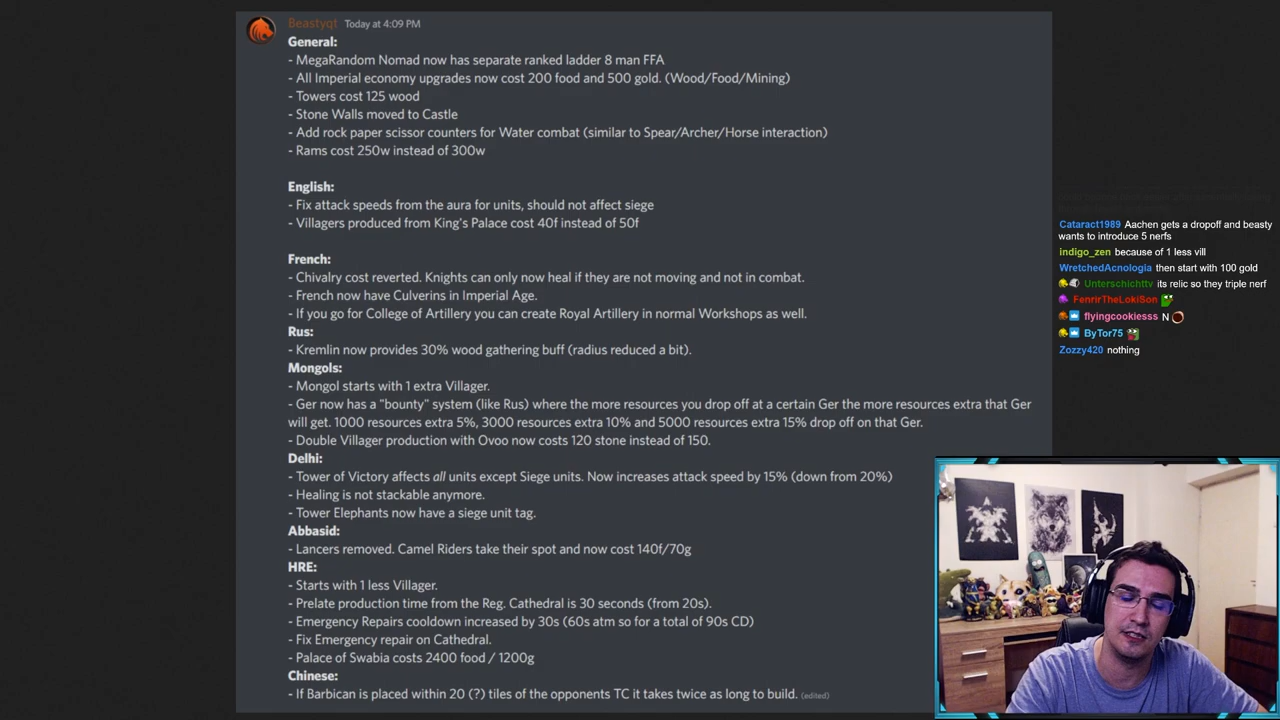 Beastyqt Today at 4:09 PM
General:
- MegaRandom Nomad now has separate ranked ladder 8 man FFA
- All Imperial economy upgrades now cost 200 food and 500 gold. (Wood/Food/Mining)
- Towers cost 125 wood
- Stone Walls moved to Castle
- Add rock paper scissor counters for Water combat (similar to Spear/Archer/Horse interaction)
- Rams cost 250w instead of 300w
English:
- Fix attack speeds from the aura for units, should not affect siege
- Villagers produced from King's Palace cost 40f instead of 50f
French:
- Chivalry cost reverted. Knights can only now heal if they are not moving and not in combat.
- French now have Culverins in Imperial Age.
- If you go for College of Artillery you can create Royal Artillery in normal Workshops as well.
Rus:
- Kremlin now provides 30% wood gathering buff (radius reduced a bit).
Mongols:
- Mongol starts with 1 extra Villager.
- Ger now has a "bounty" system (like Rus) where the more resources you drop off at a certain Ger the more resources extra that Ger
will get. 1000 resources extra 5%, 3000 resources extra 10% and 5000 resources extra 15% drop off on that Ger.
- Double Villager production with Ovoo now costs 120 stone instead of 150.
Delhi:
- Tower of Victory affects all units except Siege units. Now increases attack speed by 15% (down from 20%)
- Healing is not stackable anymore.
- Tower Elephants now have a siege unit tag.
Abbasid:
- Lancers removed. Camel Riders take their spot and now cost 140f/70g
HRE:
- Starts with 1 less Villager.
- Prelate production time from the Reg. Cathedral is 30 seconds (from 20s).
- Emergency Repairs cooldown increased by 30s (60s atm so for a total of 90s CD)
- Fix Emergency repair on Cathedral.
- Palace of Swabia costs 2400 food / 1200g
Chinese:
- If Barbican is placed within 20 (?) tiles of the opponents TC it takes twice as long to build. (edited)
Cataract1989 Aachen gets a dropoff and beasty
wants to introduce 5 nerfs
indigo_zen because of 1 less vill
WretchedAcnologia then start with 100 gold
Unterschichttv its relic so they triple nerf
FenrirTheLokiSon
flyingcookiesss N
ByTor75
Zozzy420 nothing